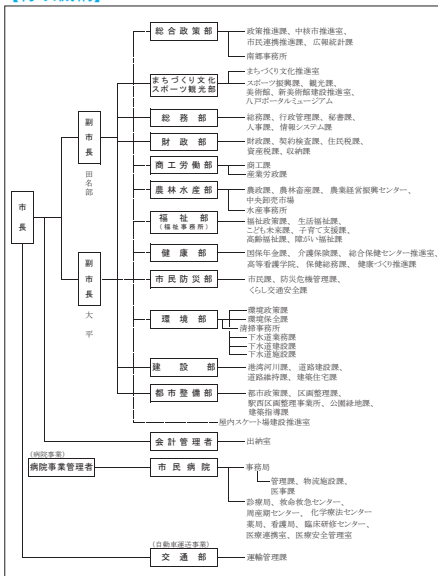 総合政策部
政策推進課、中核市推進室、
市民連携推進課、広報統計課
南郷事務所
まちづくり文化
スポーツ観光部
まちづくり文化推進室
スポーツ振興課、観光課、
美術館、新美術館建設推進室、
八戸ポータルミュージアム
総務部
総務課、行政管理課、秘書課、
人事課、情報システム課
財政部
財政課、契約検査課、住民税課、
資産税課、収納課
商工労働部
商工課
産業労政課
農林水産部
農政課、農林畜産課、農業経営振興センター、
中央卸売市場
水産事務所
福祉部
(福祉事務所)
福祉政策課、生活福祉課、
こども未来課、子育て支援課、
高齢福祉課、障がい福祉課
健康部
国保年金課、介護保険課、総合保健センター推進室、
高等看護学院、保健総務課、健康づくり推進課
市民防災部
市民課、防災危機管理課、
くらし交通安全課
環境部
環境政策課
環境保全課
清掃事務所
下水道業務課
下水道建設課
下水道施設課
建設部
港湾河川課、道路建設課、
道路維持課、建築住宅課
都市整備部
都市政策課、区画整理課、
駅西区画整理事業所、公園緑地課、
建築指導課
屋内スケート場建設推進室
市長
副市長
田名部
副市長
大平
会計管理者
出納室
(病院事業)
病院事業管理者
市民病院
事務局
管理課、物流施設課、
医事課
診療局、救命救急センター、
周産期センター、化学療法センター
薬局、看護局、臨床研修センター、
医療連携室、医療安全管理室
(自動車運送事業)
交通部
運輸管理課